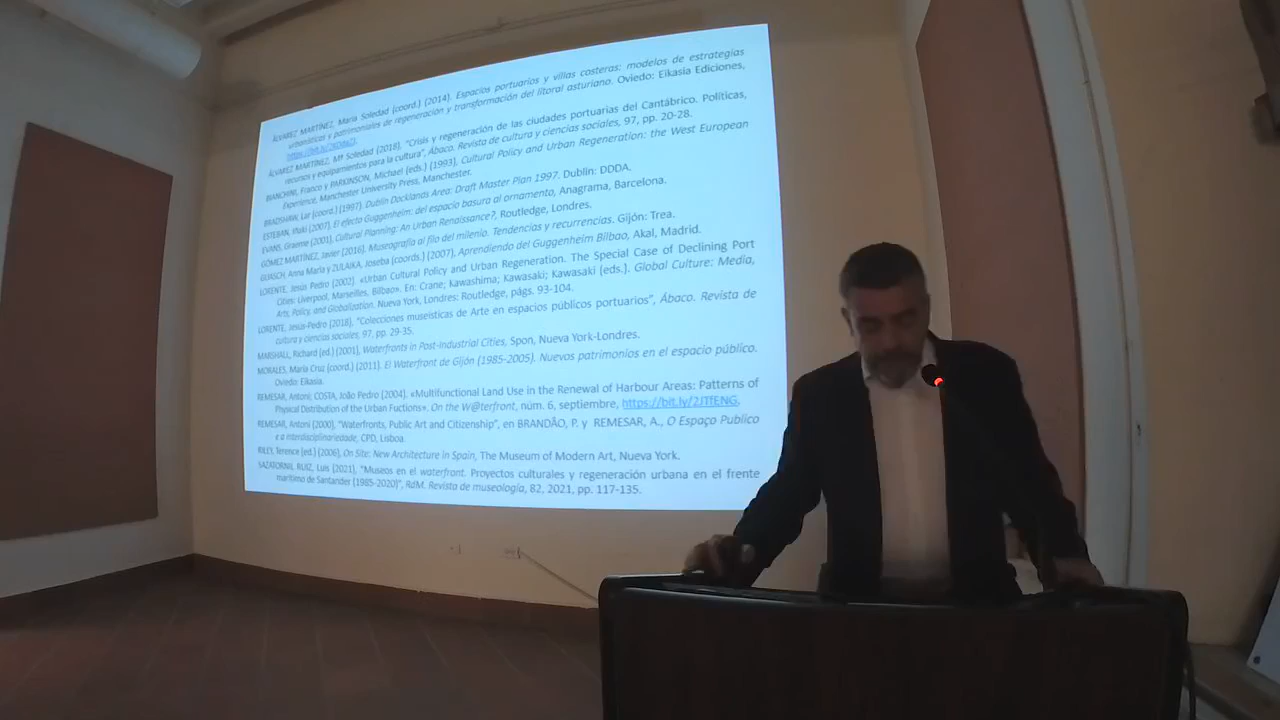 ÁLVAREZ MARTÍNEZ, María Soledad (coord.) (2014). Espacios portuarios y villas costeras: modelos de estrategias
urbanísticas y patrimoniales de regeneración y transformación del litoral asturiano. Oviedo: Eikasia Ediciones,
ÁLVAREZ MARTÍNEZ, Mª Soledad (2018), "Crisis y regeneración de las ciudades portuarias del Cantábrico. Políticas,
recursos y equipamientos para la cultura", Ábaco. Revista de cultura y ciencias sociales, 97, pp. 20-28.
BIANCHINI, Franco y PARKINSON, Michael (eds.) (1993), Cultural Policy and Urban Regeneration: the West European
Experience, Manchester University Press, Manchester.
BRADSHAW, Lar (coord.) (1997). Dublin Docklands Area: Draft Master Plan 1997. Dublin: DDDA.
ESTEBAN, Iñaki (2007), El efecto Guggenheim: del espacio basura al ornamento, Anagrama, Barcelona.
EVANS, Graeme (2001), Cultural Planning: An Urban Renaissance?, Routledge, Londres.
GÓMEZ MARTÍNEZ, Javier (2016). Museografía al filo del milenio. Tendencias y recurrencias. Gijón: Trea.
GUASCH, Anna María y ZULAIKA, Joseba (coords.) (2007), Aprendiendo del Guggenheim Bilbao, Akal, Madrid.
LORENTE, Jesús Pedro (2002). «Urban Cultural Policy and Urban Regeneration. The Special Case of Declining Port
Cities: Liverpool, Marseilles, Bilbao». En: Crane; Kawashima; Kawasaki; Kawasaki (eds.). Global Culture: Media,
Arts, Policy, and Globalization. Nueva York, Londres: Routledge, págs. 93-104.
LORENTE, Jesús-Pedro (2018), "Colecciones museísticas de Arte en espacios públicos portuarios", Ábaco. Revista de
cultura y ciencias sociales, 97, pp. 29-35.
MARSHALL, Richard (ed.) (2001), Waterfronts in Post-Industrial Cities, Spon, Nueva York-Londres.
MORALES, María Cruz (coord.) (2011). El Waterfront de Gijón (1985-2005). Nuevos patrimonios en el espacio público.
Oviedo: Eikasia.
REMESAR, Antoni; COSTA, João Pedro (2004). «Multifunctional Land Use in the Renewal of Harbour Areas: Patterns of
Physical Distribution of the Urban Fuctions». On the W@terfront, núm. 6, septiembre, https://bit.ly/2JTfENG.
REMESAR, Antoni (2000), "Waterfronts, Public Art and Citizenship", en BRANDÃO, P. y REMESAR, A., O Espaço Publico
e a interdisciplinariedade, CPD, Lisboa.
RILEY, Terence (ed.) (2006), On Site: New Architecture in Spain, The Museum of Modern Art, Nueva York.
SAZATORNIL RUIZ, Luis (2021), "Museos en el waterfront. Proyectos culturales y regeneración urbana en el frente
marítimo de Santander (1985-2020)", RdM. Revista de museología, 82, 2021, pp. 117-135.